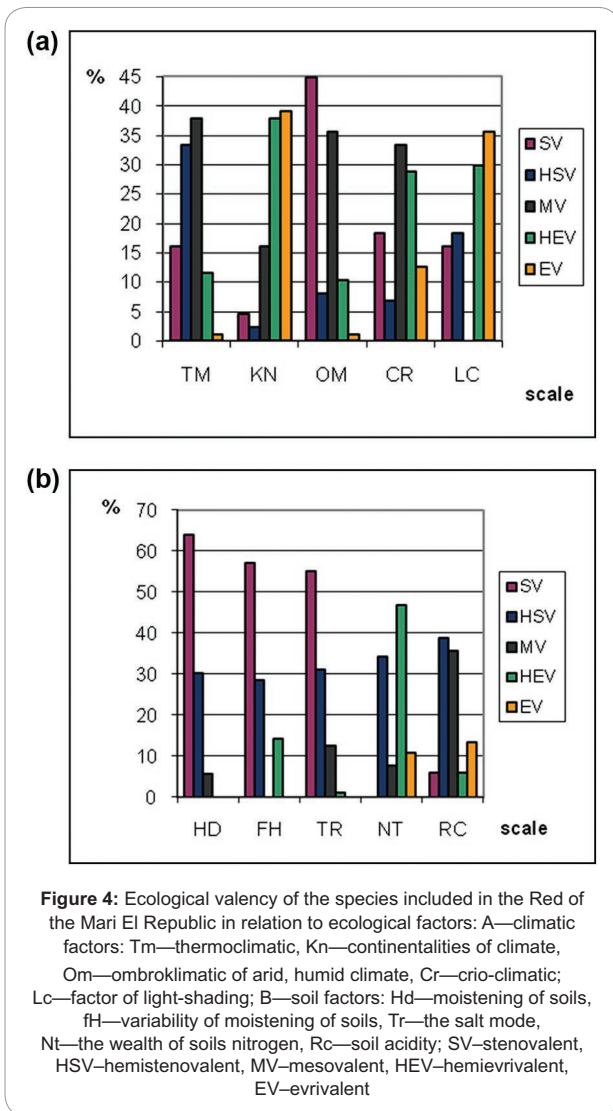 (a)
%
45
40
35
30
25
20
15
10
5
0
TM KN OM CR LC
scale
SV
HSV
MV
HEV
EV
(b)
%
70
60
50
40
30
20
10
0
HD FH TR NT RC scale
SV
HSV
MV
HEV
EV
Figure 4: Ecological valency of the species included in the Red of
the Mari El Republic in relation to ecological factors: A—climatic
factors: Tm—thermoclimatic, Kn—continentalities of climate,
Om—ombroklimatic of arid, humid climate, Cr—crio-climatic;
Lc—factor of light-shading; B—soil factors: Hd—moistening of soils,
fH—variability of moistening of soils, Tr—the salt mode,
Nt—the wealth of soils nitrogen, Rc—soil acidity; SV–stenovalent,
HSV–hemistenovalent, MV–mesovalent, HEV–hemievrivalent,
EV–evrivalent